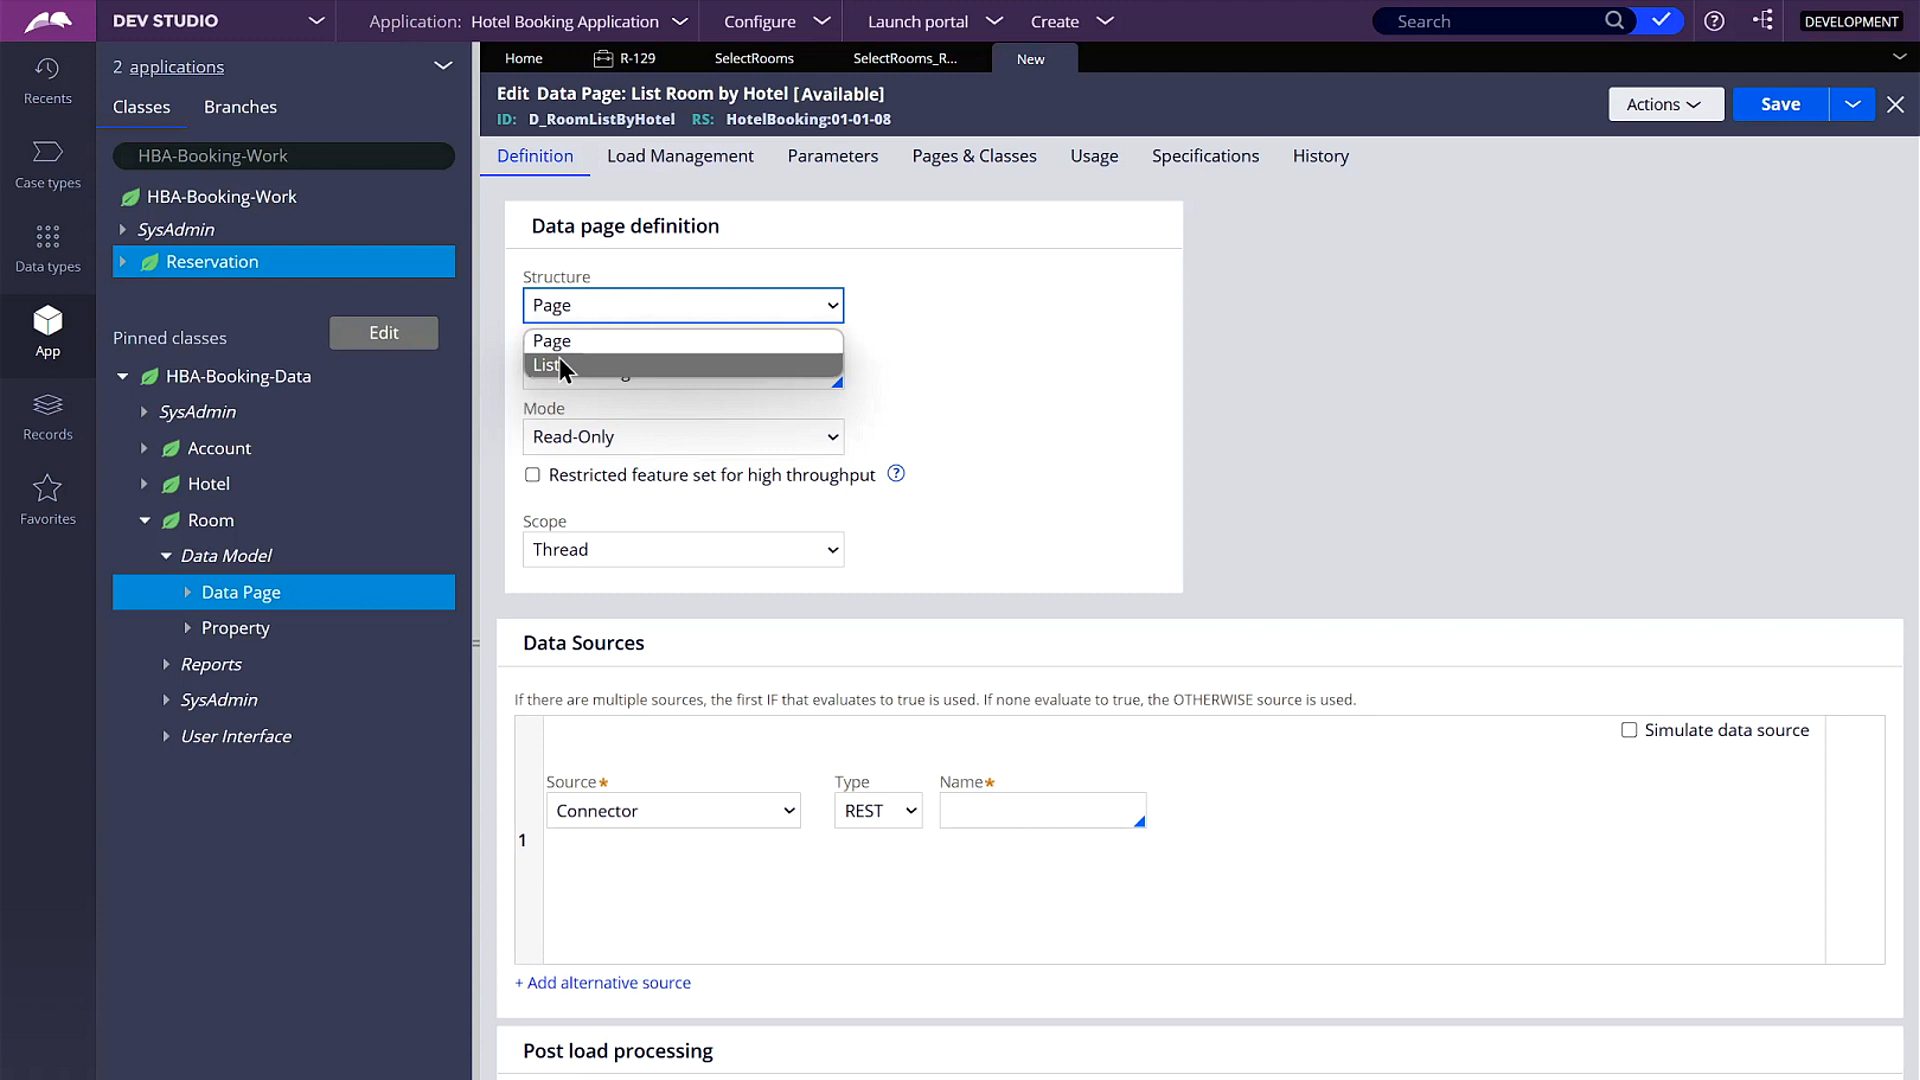 DEV STUDIO
Application: Hotel Booking Application
Configure
Launch portal
Create
Search
DEVELOPMENT
Recents
Case types
Data types
App
Records
Favorites
2 applications
Classes
Branches
HBA-Booking-Work
HBA-Booking-Work
SysAdmin
Reservation
Pinned classes
Edit
HBA-Booking-Data
SysAdmin
Account
Hotel
Room
Data Model
Data Page
Property
Reports
SysAdmin
User Interface
Home
R-129
SelectRooms
SelectRooms_R...
New
Edit Data Page: List Room by Hotel [Available]
ID: D_RoomListByHotel RS: HotelBooking:01-01-08
Actions
Save
Definition
Load Management
Parameters
Pages & Classes
Usage
Specifications
History
Data page definition
Structure
Page
Page
List
Mode
Read-Only
Restricted feature set for high throughput
Scope
Thread
Data Sources
If there are multiple sources, the first IF that evaluates to true is used. If none evaluate to true, the OTHERWISE source is used.
Simulate data source
Source* Type Name*
1
Connector REST
+ Add alternative source
Post load processing